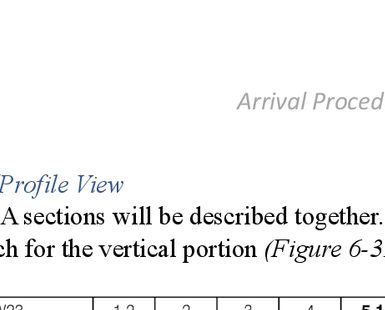 Arrival Proced
Profile View
A sections will be described together.
ch for the vertical portion (Figure 6-3
1 2 2 3 4 5 1